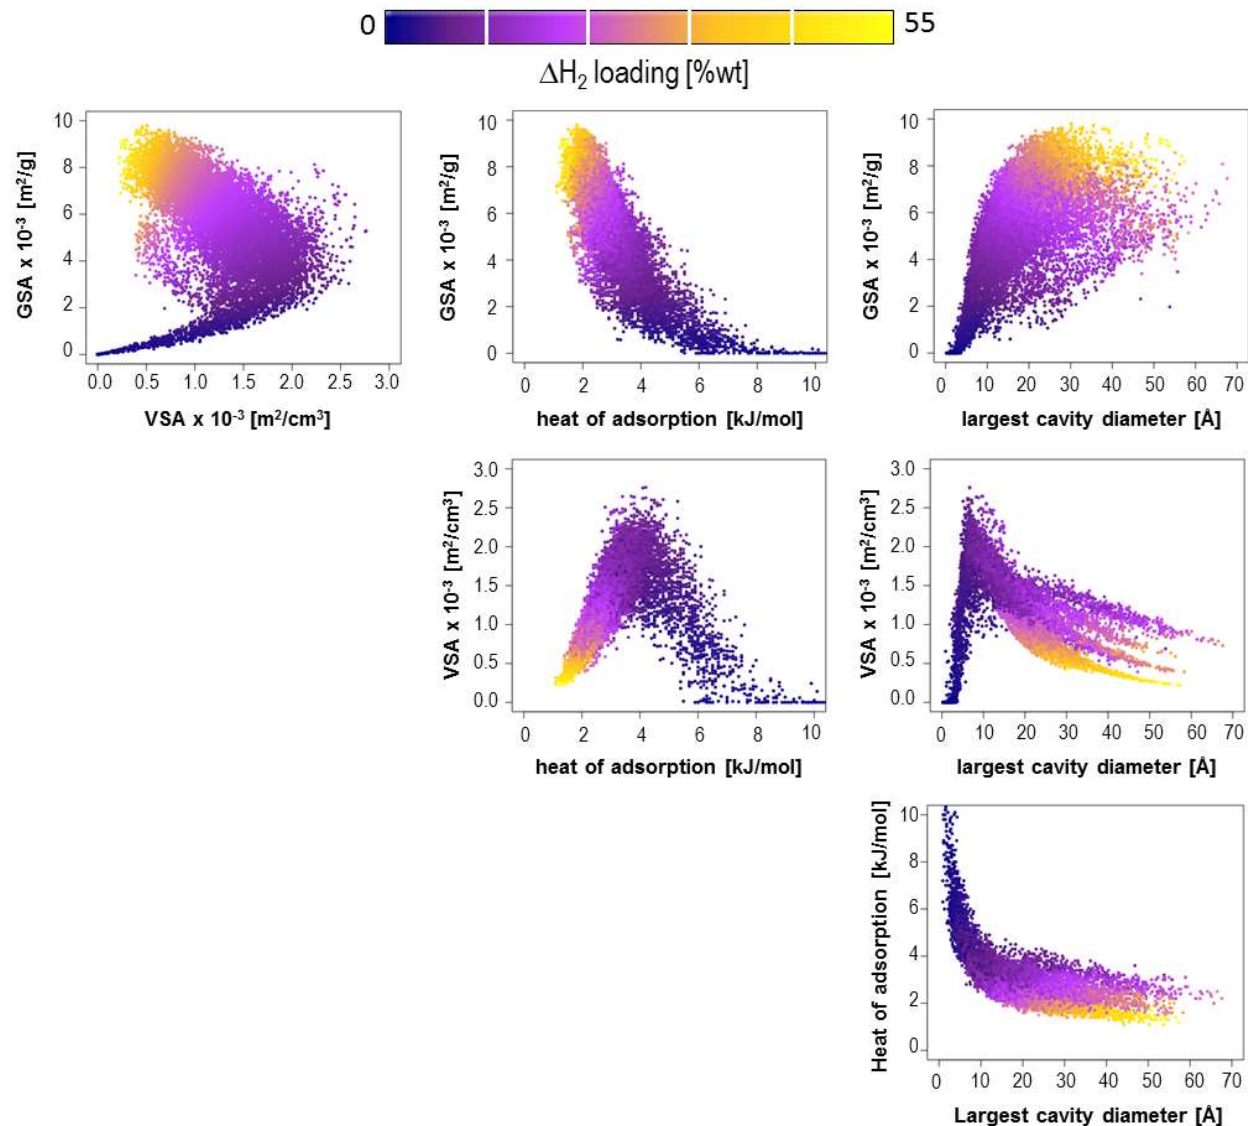 0 55
ΔH₂ loading [%wt]
GSA x 10⁻³ [m²/g]
10
8
6
4
2
0
0.0 0.5 1.0 1.5 2.0 2.5 3.0
VSA x 10⁻³ [m²/cm³]
GSA x 10⁻³ [m²/g]
10
8
6
4
2
0
0 2 4 6 8 10
heat of adsorption [kJ/mol]
GSA x 10⁻³ [m²/g]
10
8
6
4
2
0
0 10 20 30 40 50 60 70
largest cavity diameter [Å]
VSA x 10⁻³ [m²/cm³]
3.0
2.5
2.0
1.5
1.0
0.5
0.0
0 2 4 6 8 10
heat of adsorption [kJ/mol]
VSA x 10⁻³ [m²/cm³]
3.0
2.5
2.0
1.5
1.0
0.5
0.0
0 10 20 30 40 50 60 70
largest cavity diameter [Å]
Heat of adsorption [kJ/mol]
10
8
6
4
2
0
0 10 20 30 40 50 60 70
Largest cavity diameter [Å]